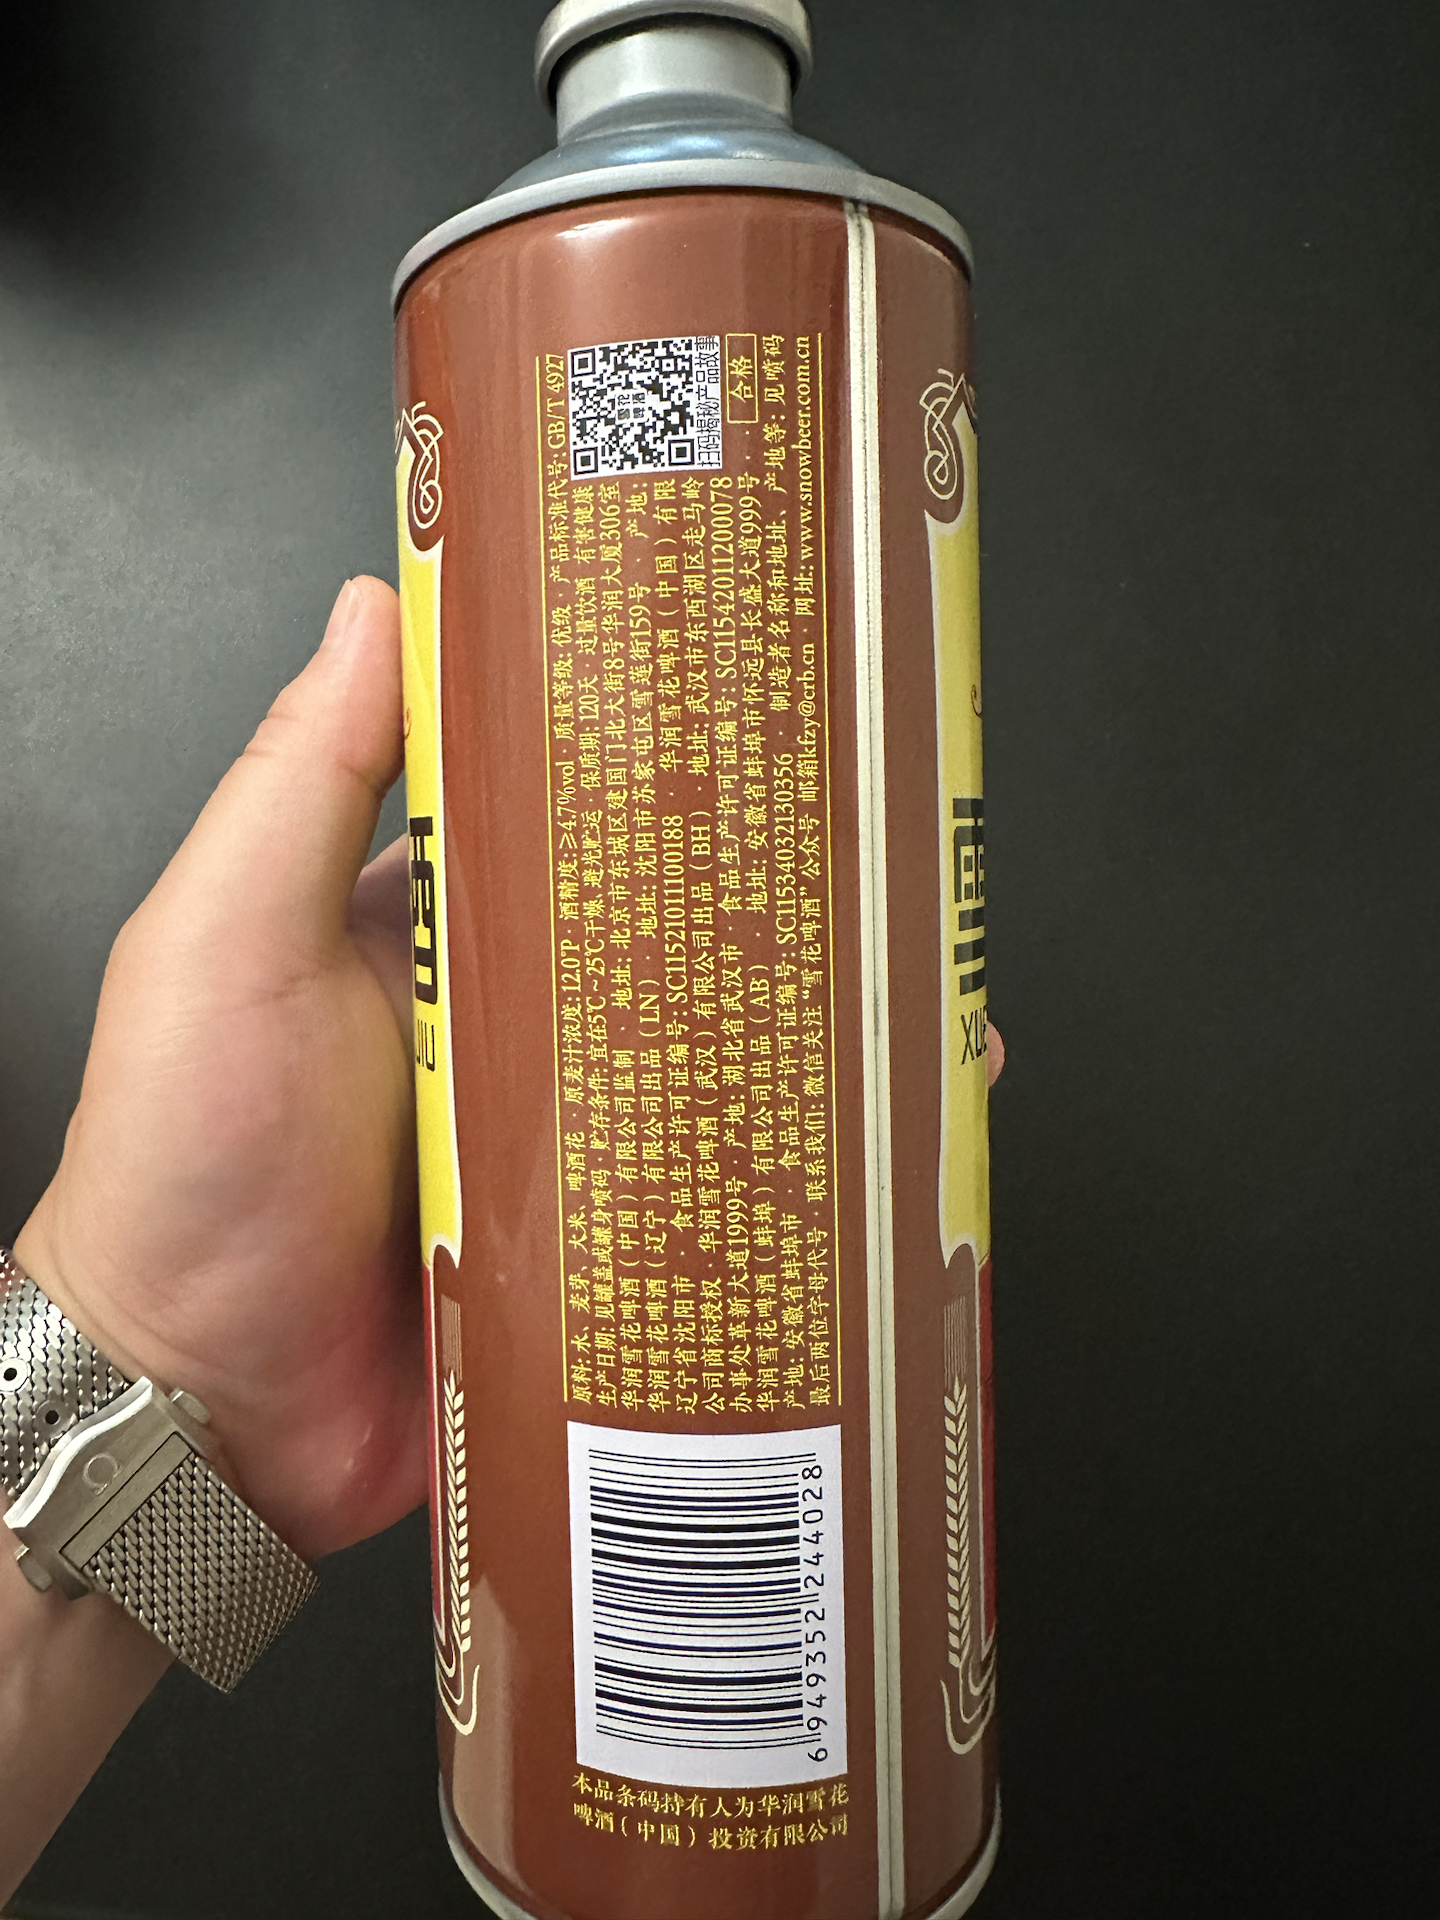 原料: 水、麦芽、大米、啤酒花 · 原麦汁浓度: 12.0°P · 酒精度: ≥4.7%vol · 质量等级: 优级 · 产品标准代号: GB/T 4927
生产日期: 见罐盖或罐身喷码 · 贮存条件: 宜在5℃~25℃干燥、避光贮运 · 保质期: 120天 · 过量饮酒 有害健康
华润雪花啤酒（中国）有限公司监制 · 地址: 北京市东城区建国门北大街8号华润大厦306室
华润雪花啤酒（辽宁）有限公司出品（LN） · 地址: 沈阳市苏家屯区雪莲街159号 · 产地:
辽宁省沈阳市 · 食品生产许可证编号: SC11521011100188 · 华润雪花啤酒（中国）有限
公司商标授权 · 华润雪花啤酒（武汉）有限公司出品（BH） · 地址: 武汉市东西湖区走马岭
办事处革新大道1999号 · 产地: 湖北省武汉市 · 食品生产许可证编号: SC11542011200078
华润雪花啤酒（蚌埠）有限公司出品（AB） · 地址: 安徽省蚌埠市怀远县长盛大道999号 ·
产地: 安徽省蚌埠市 · 食品生产许可证编号: SC11534032130356 · 制造者名称和地址、产地等: 见喷码
最后两位字母代号 · 联系我们: 微信关注“雪花啤酒”公众号 邮箱kfzy@crb.cn · 网址: www.snowbeer.com.cn
雪花
啤酒
扫码揭秘产品故事
合格
6 949352 244028
本品条码持有人为华润雪花
啤酒（中国）投资有限公司
酒
XUE